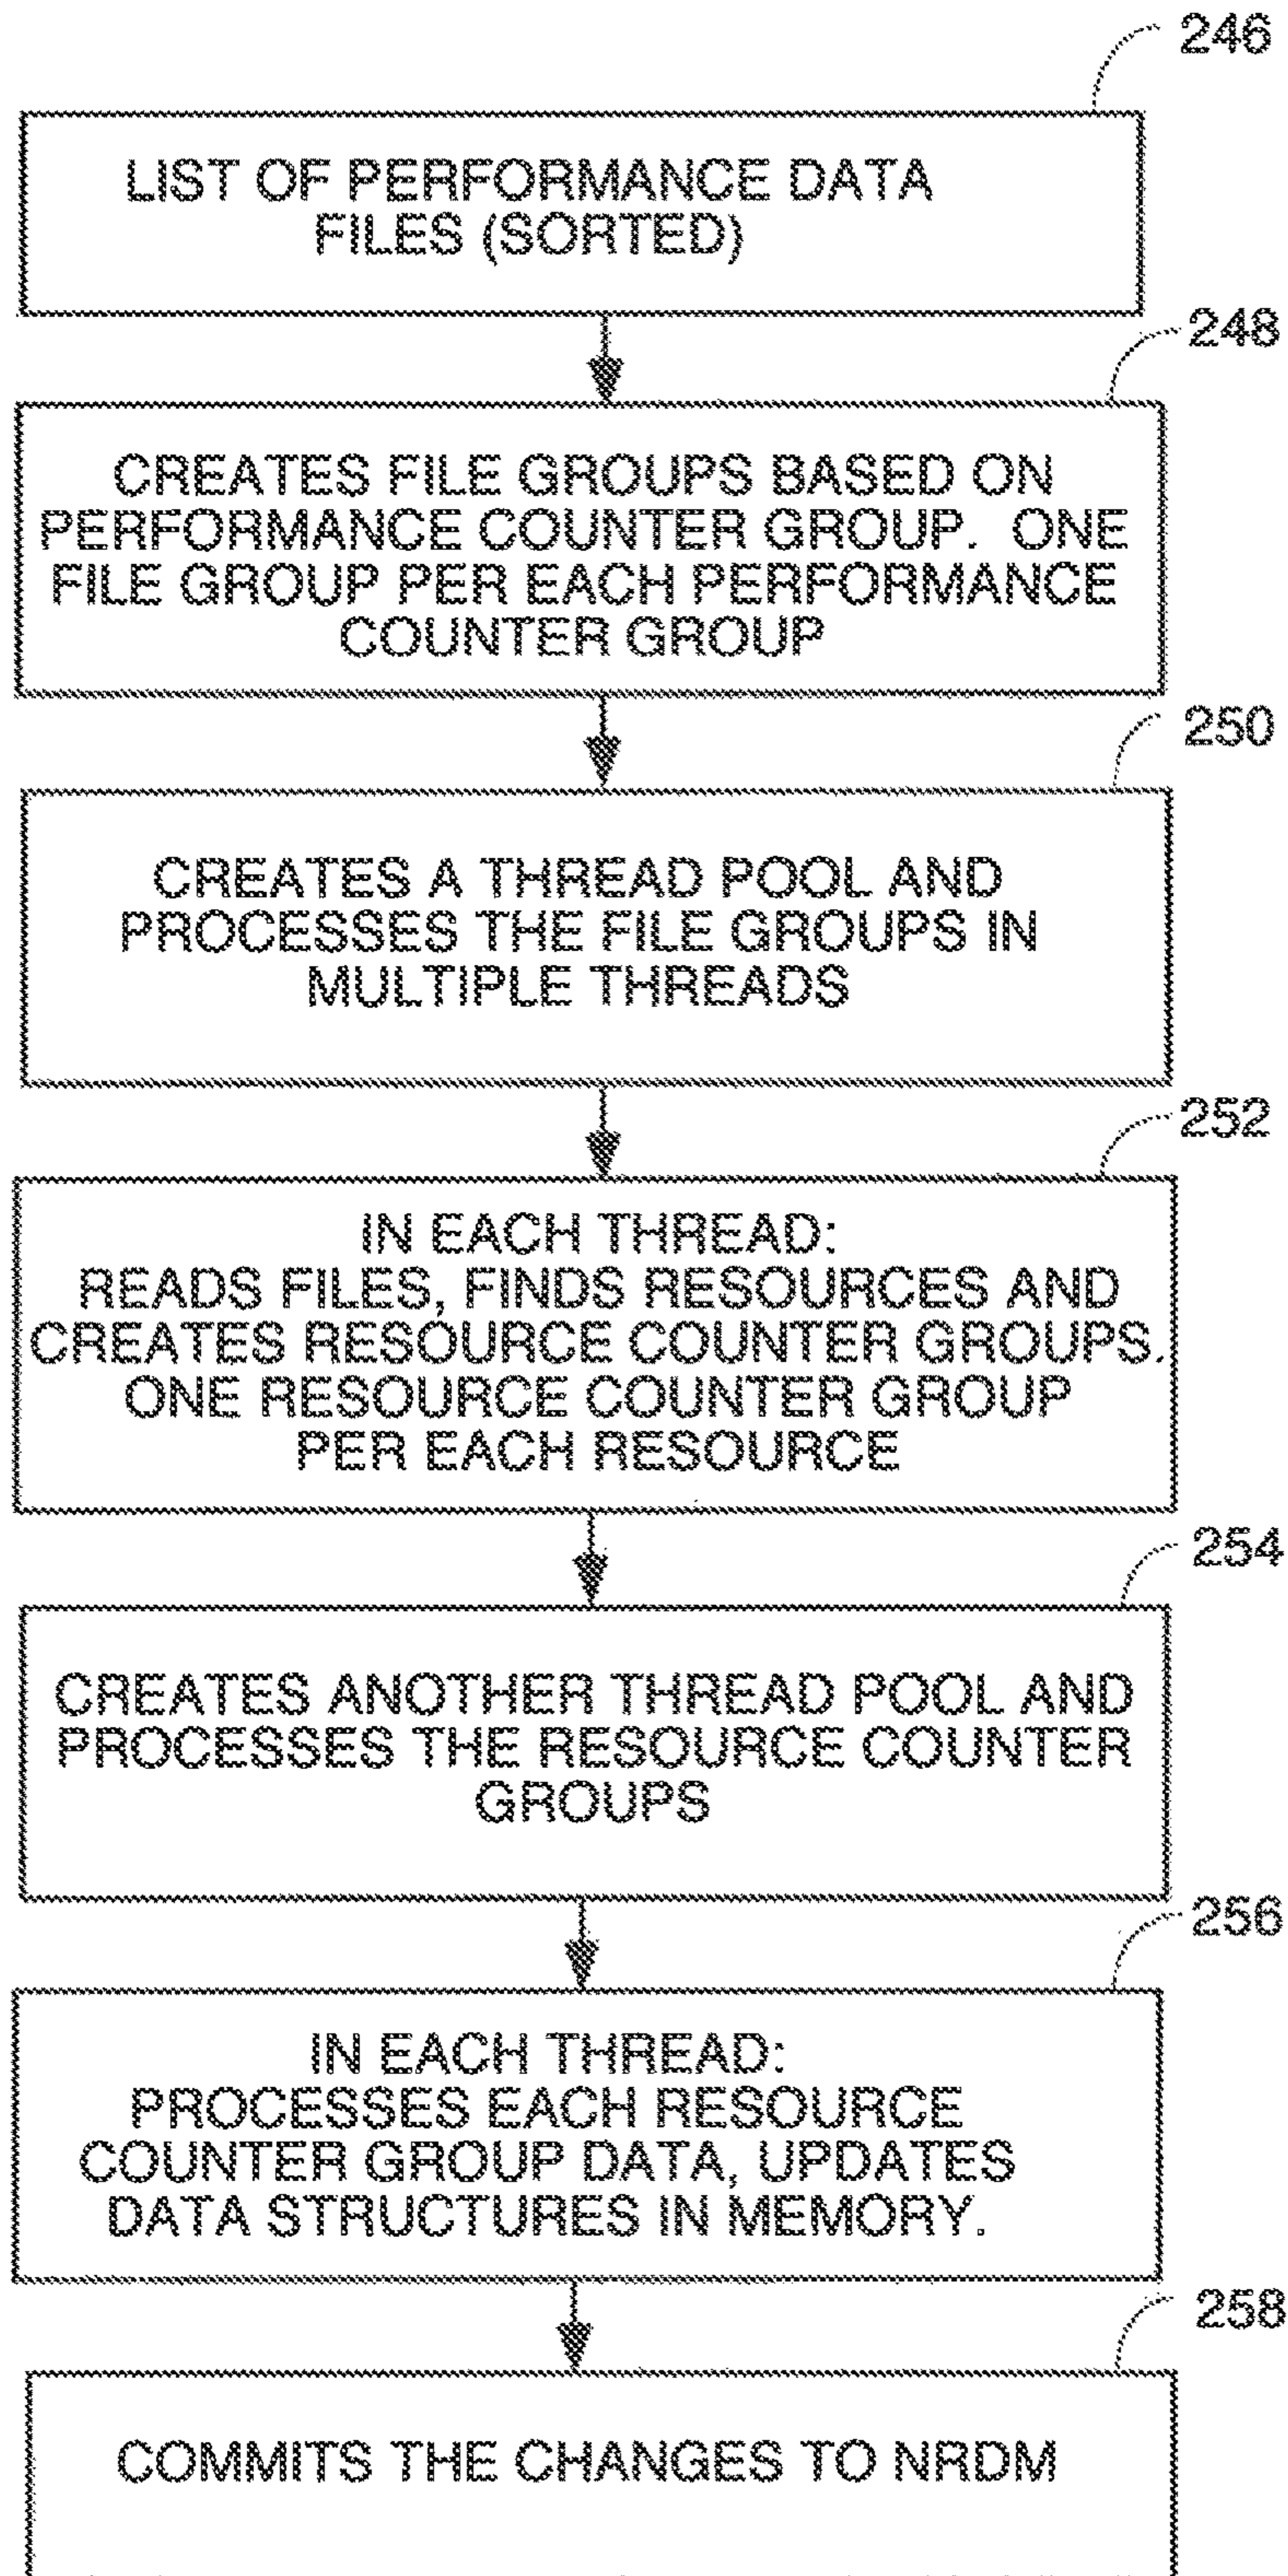 246
LIST OF PERFORMANCE DATA
FILES (SORTED)
248
CREATES FILE GROUPS BASED ON
PERFORMANCE COUNTER GROUP. ONE
FILE GROUP PER EACH PERFORMANCE
COUNTER GROUP
250
CREATES A THREAD POOL AND
PROCESSES THE FILE GROUPS IN
MULTIPLE THREADS
252
IN EACH THREAD:
READS FILES, FINDS RESOURCES AND
CREATES RESOURCE COUNTER GROUPS.
ONE RESOURCE COUNTER GROUP
PER EACH RESOURCE
254
CREATES ANOTHER THREAD POOL AND
PROCESSES THE RESOURCE COUNTER
GROUPS
256
IN EACH THREAD:
PROCESSES EACH RESOURCE
COUNTER GROUP DATA, UPDATES
DATA STRUCTURES IN MEMORY.
258
COMMITS THE CHANGES TO NRDM